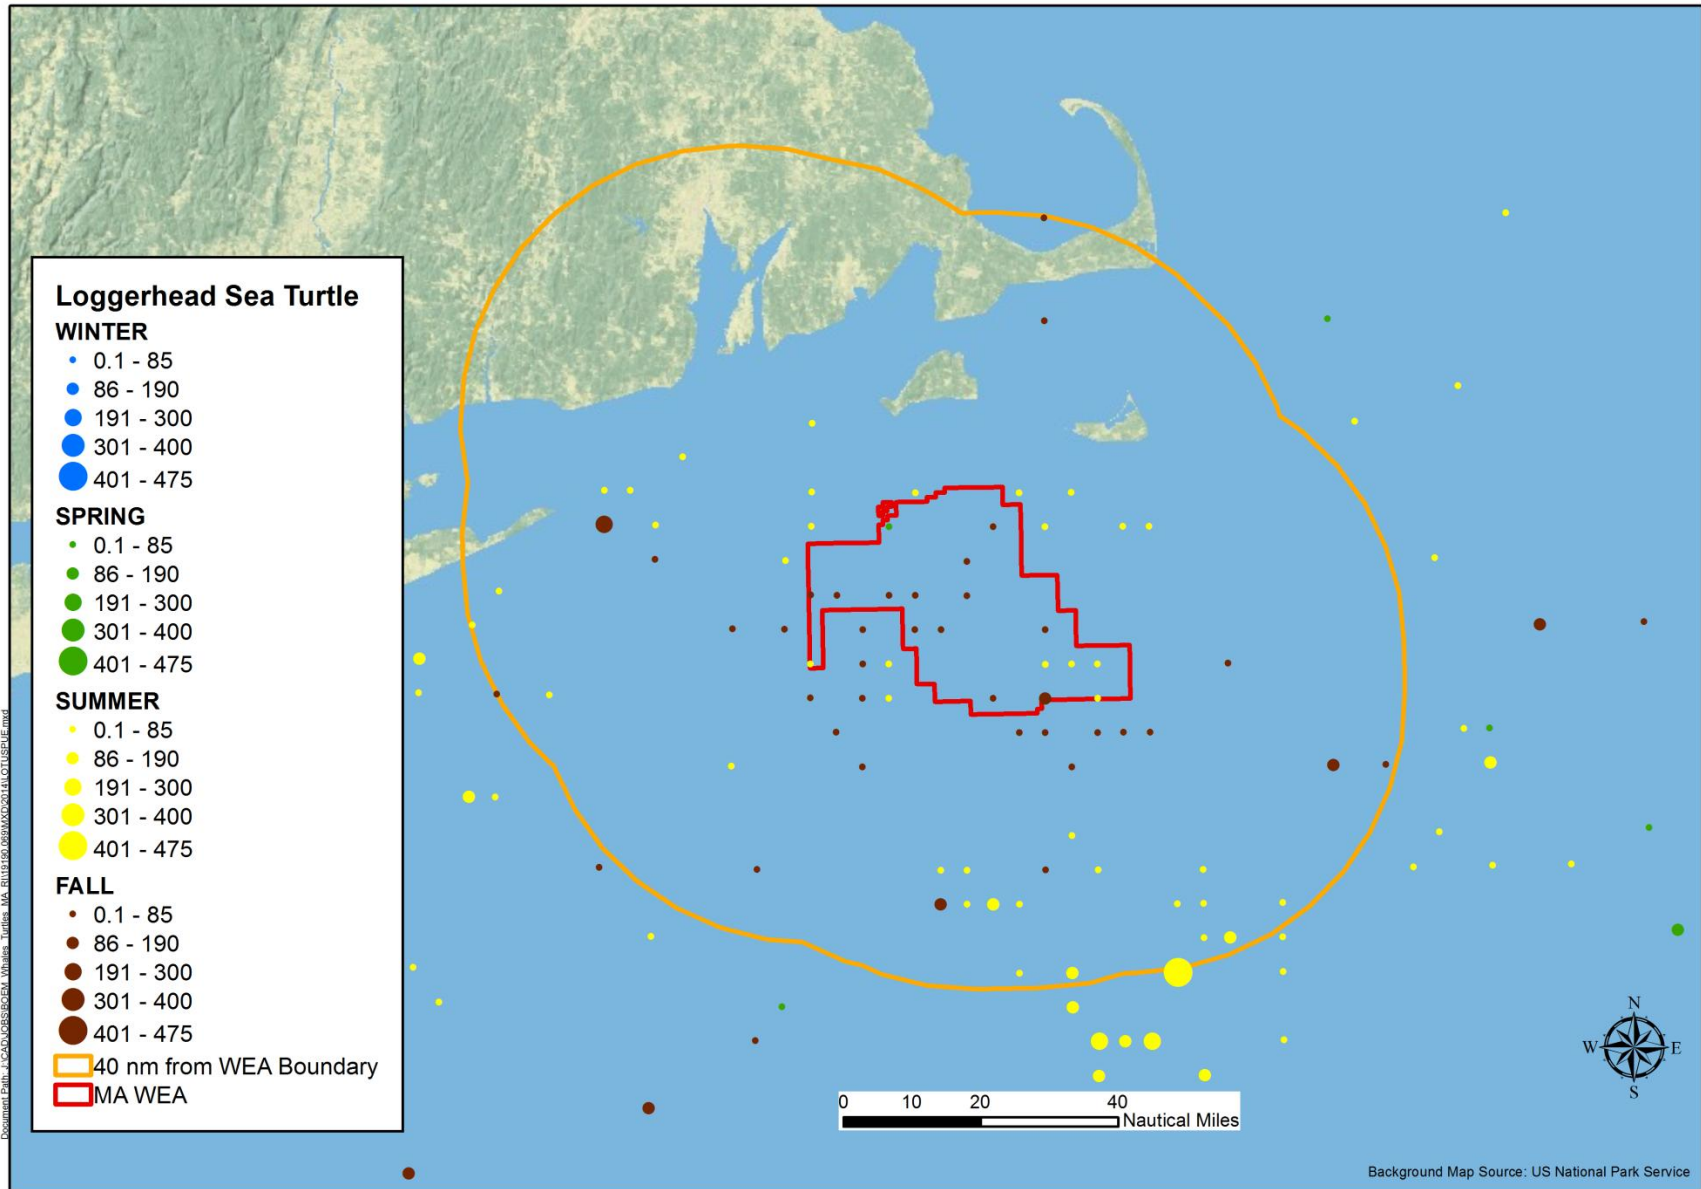 Loggerhead Sea Turtle
WINTER
0.1 - 85
86 - 190
191 - 300
301 - 400
401 - 475
SPRING
0.1 - 85
86 - 190
191 - 300
301 - 400
401 - 475
SUMMER
0.1 - 85
86 - 190
191 - 300
301 - 400
401 - 475
FALL
0.1 - 85
86 - 190
191 - 300
301 - 400
401 - 475
40 nm from WEA Boundary
MA WEA
0 10 20 40
Nautical Miles
N
W E
S
Background Map Source: US National Park Service